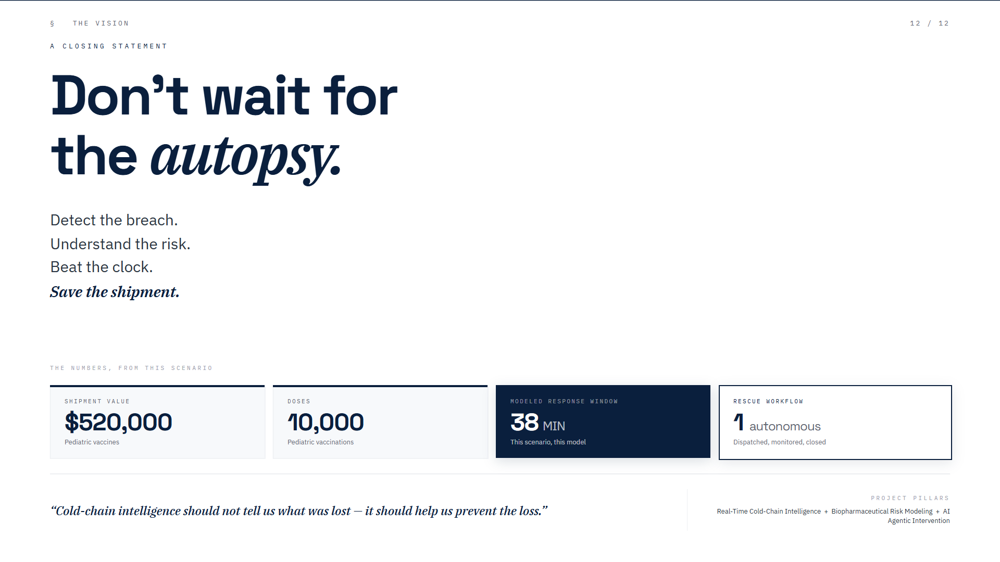 § THE VISION
12 / 12
A CLOSING STATEMENT
Don’t wait for
the autopsy.
Detect the breach.
Understand the risk.
Beat the clock.
Save the shipment.
THE NUMBERS, FROM THIS SCENARIO
SHIPMENT VALUE
$520,000
Pediatric vaccines
DOSES
10,000
Pediatric vaccinations
MODELED RESPONSE WINDOW
38 MIN
This scenario, this model
RESCUE WORKFLOW
1 autonomous
Dispatched, monitored, closed
“Cold-chain intelligence should not tell us what was lost — it should help us prevent the loss.”
PROJECT PILLARS
Real-Time Cold-Chain Intelligence + Biopharmaceutical Risk Modeling + AI
Agentic Intervention